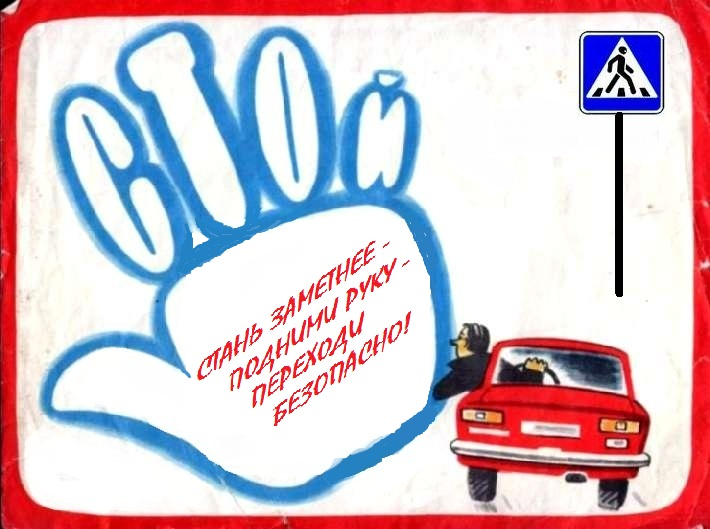 СТОЙ
СТАНЬ ЗАМЕТНЕЕ -
ПОДНИМИ РУКУ -
ПЕРЕХОДИ
БЕЗОПАСНО!